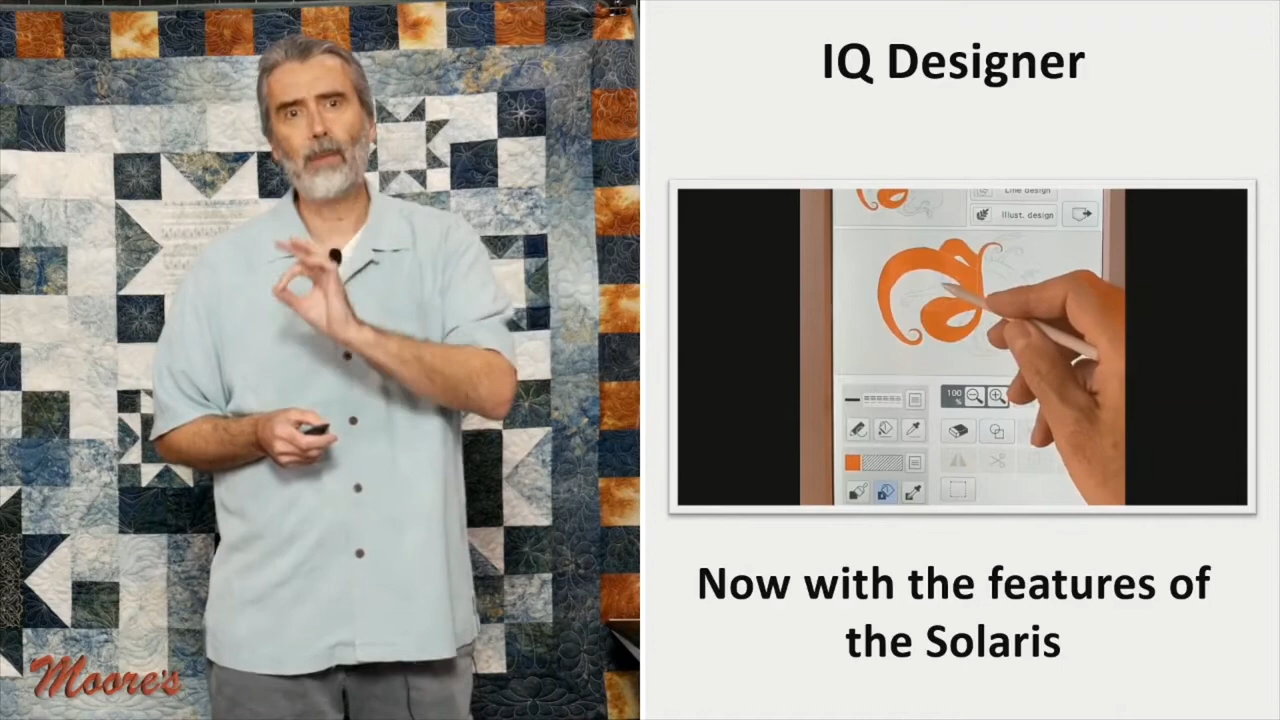 IQ Designer
Line design
Illust. design
100
%
Now with the features of
the Solaris
Moore's